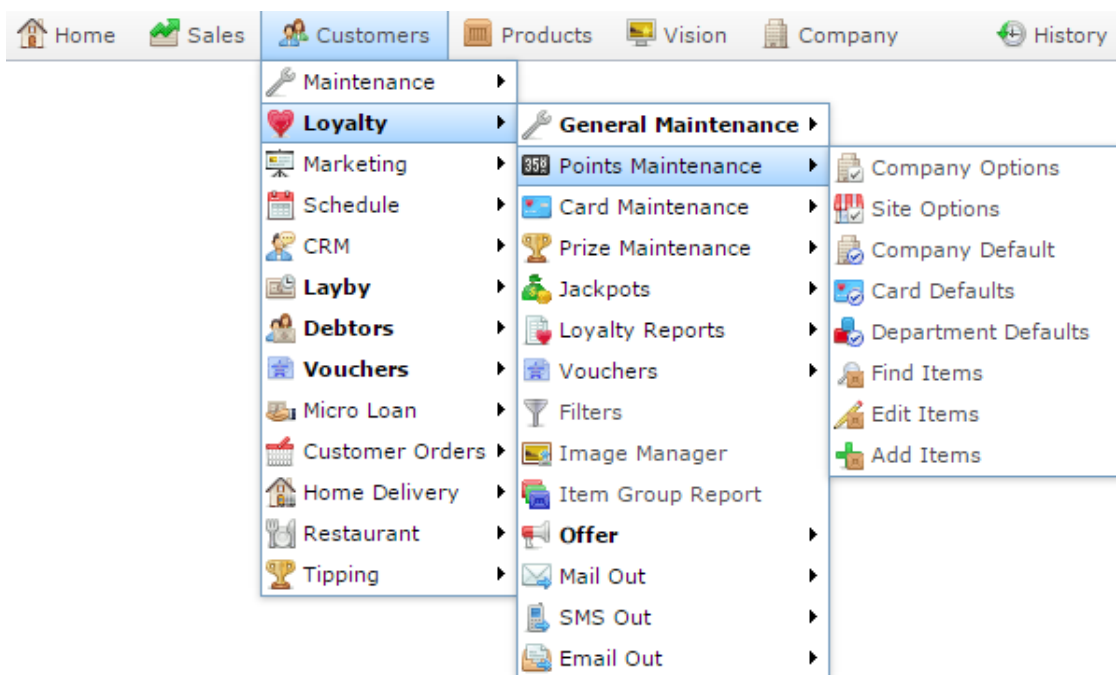 Home Sales Customers Products Vision Company History
Maintenance
Loyalty
Marketing
Schedule
CRM
Layby
Debtors
Vouchers
Micro Loan
Customer Orders
Home Delivery
Restaurant
Tipping
General Maintenance
Points Maintenance
Card Maintenance
Prize Maintenance
Jackpots
Loyalty Reports
Vouchers
Filters
Image Manager
Item Group Report
Offer
Mail Out
SMS Out
Email Out
Company Options
Site Options
Company Default
Card Defaults
Department Defaults
Find Items
Edit Items
Add Items